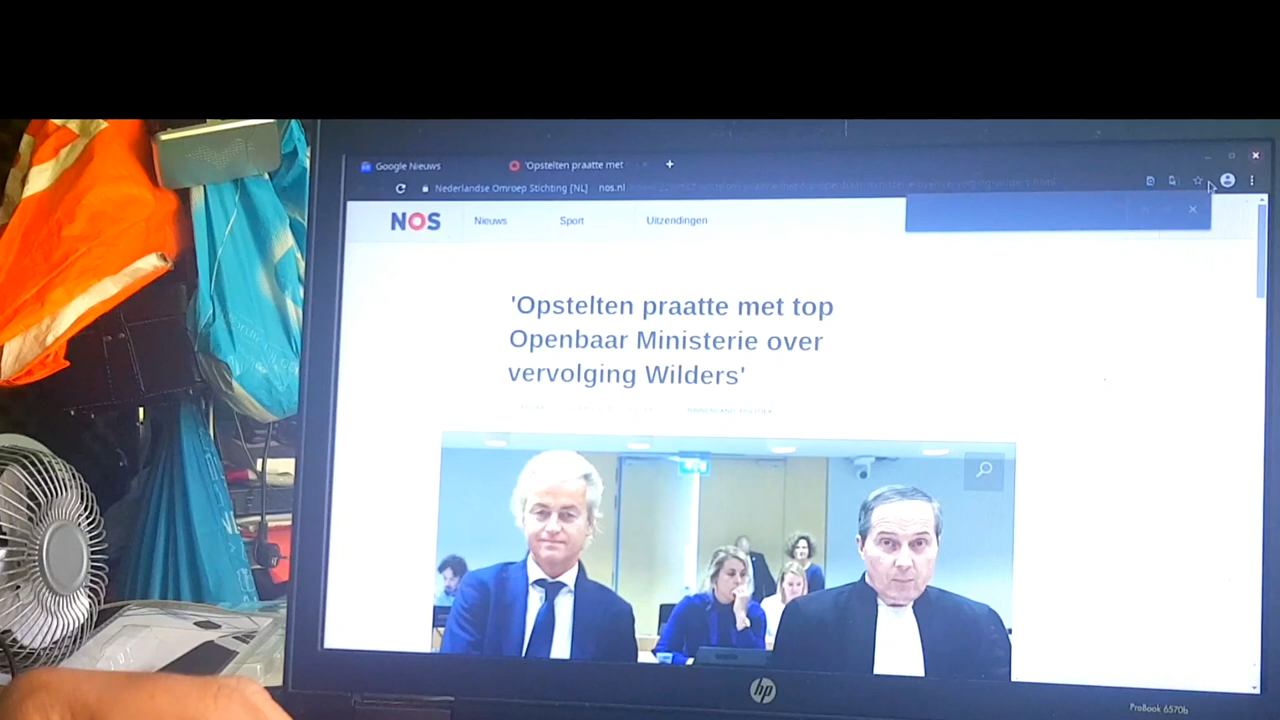 Google Nieuws
'Opstelten praatte met
Nederlandse Omroep Stichting [NL] nos.nl
NOS
Nieuws
Sport
Uitzendingen
'Opstelten praatte met top
Openbaar Ministerie over
vervolging Wilders'
hp
ProBook 6570b